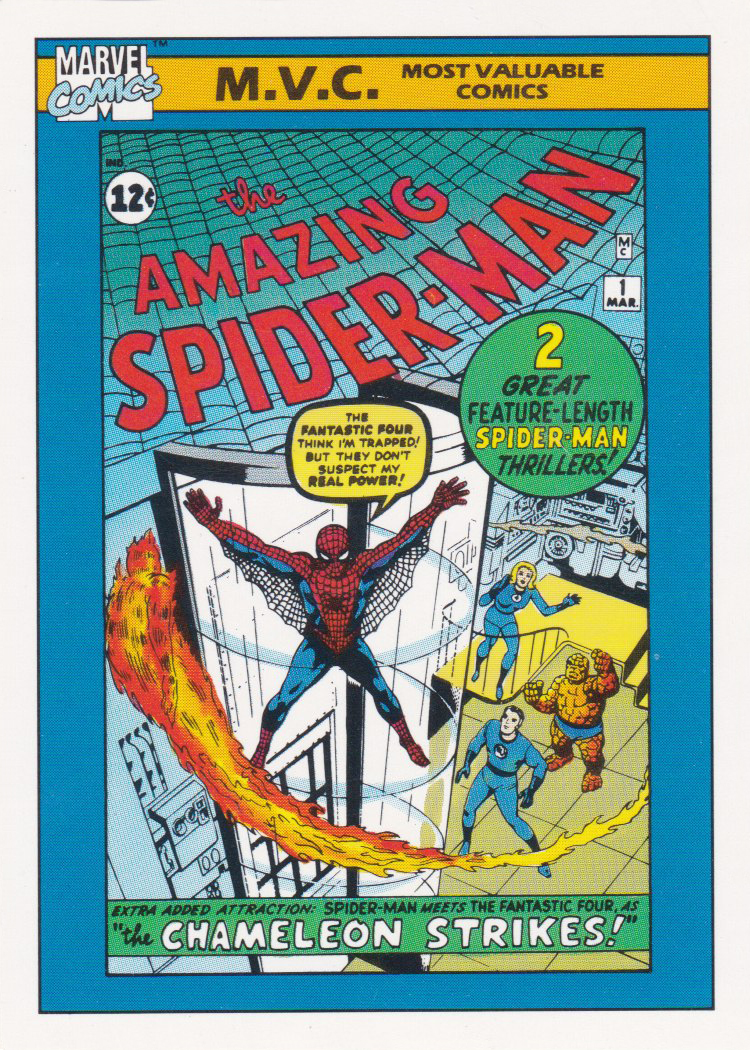 MARVEL
COMICS
M
TM
M.V.C.
MOST VALUABLE
COMICS
IND.
12¢
the
AMAZING
SPIDER-MAN
MC
1
MAR.
2
GREAT
FEATURE-LENGTH
SPIDER-MAN
THRILLERS!
THE
FANTASTIC FOUR
THINK I'M TRAPPED!
BUT THEY DON'T
SUSPECT MY
REAL POWER!
EXTRA ADDED ATTRACTION: SPIDER-MAN MEETS THE FANTASTIC FOUR, AS
"the CHAMELEON STRIKES!"